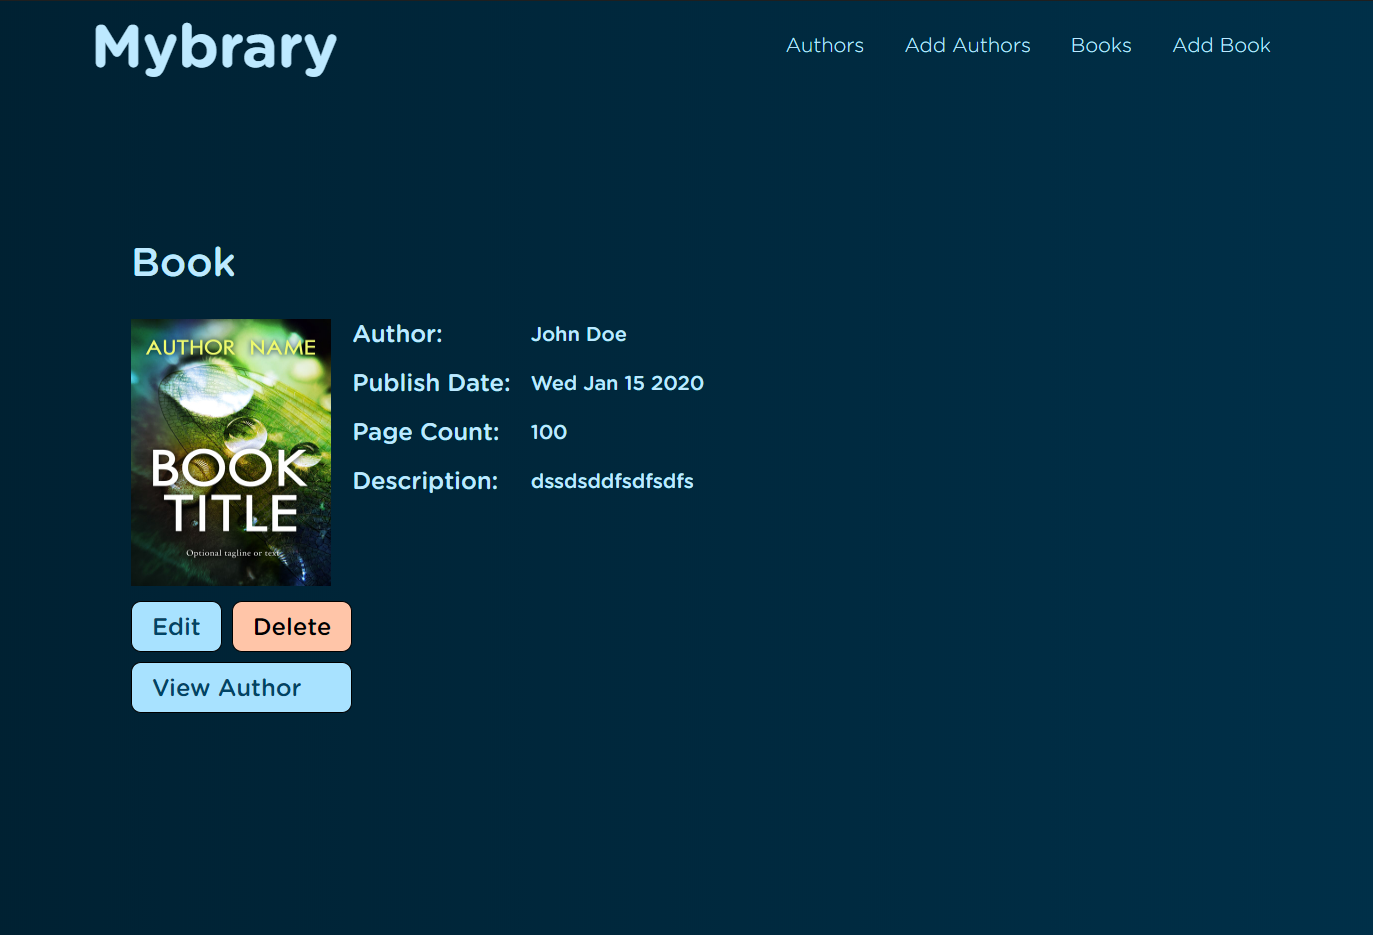 Mybrary
Authors Add Authors Books Add Book
Book
AUTHOR NAME
BOOK
TITLE
Optional tagline or text
Author: John Doe
Publish Date: Wed Jan 15 2020
Page Count: 100
Description: dssdsddfsdfsdfs
Edit Delete
View Author